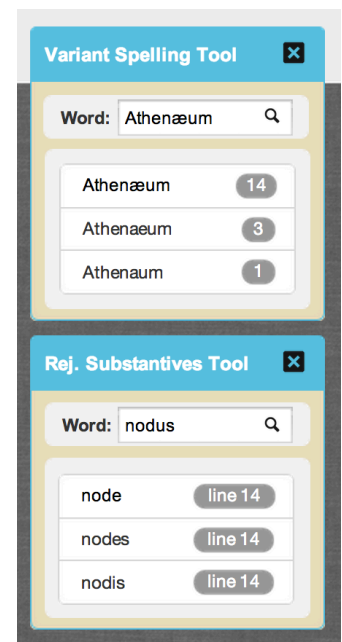 Variant Spelling Tool
Word: Athenæum
Athenæum 14
Athenaeum 3
Athenaum 1
Rej. Substantives Tool
Word: nodus
node line 14
nodes line 14
nodis line 14